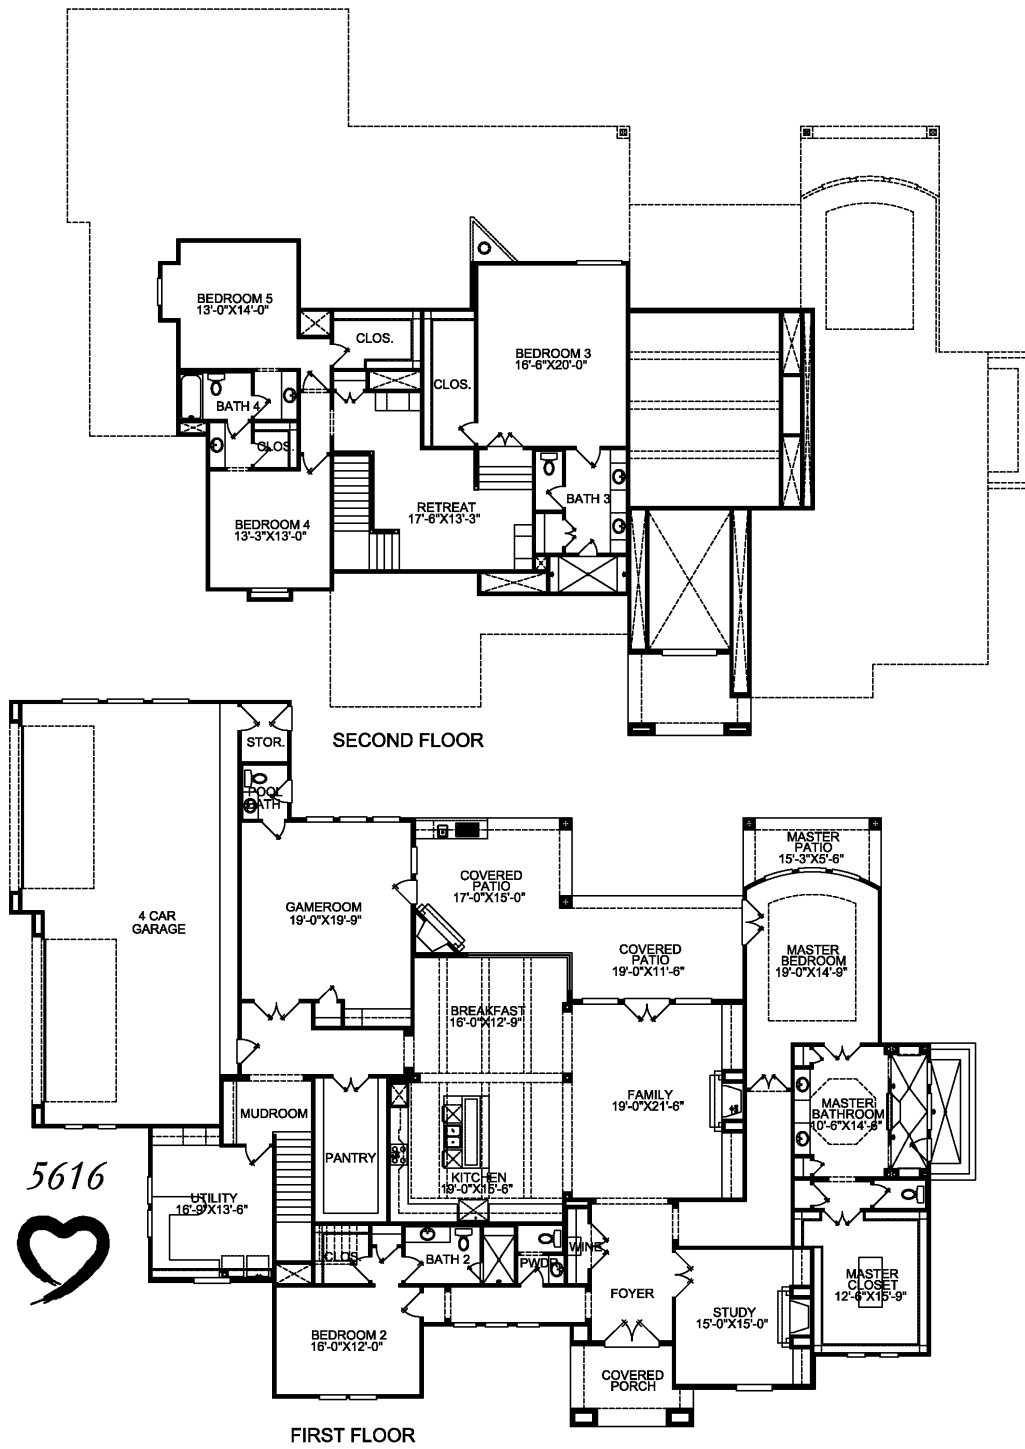 BEDROOM 5
13'-0"X14'-0"
CLOS.
BEDROOM 3
16'-6"X20'-0"
CLOS.
BATH 4
CLOS.
BEDROOM 4
13'-3"X13'-0"
RETREAT
17'-6"X13'-3"
BATH 3
SECOND FLOOR
STOR.
POOL
BATH
4 CAR
GARAGE
GAMEROOM
19'-0"X19'-9"
COVERED
PATIO
17'-0"X15'-0"
COVERED
PATIO
19'-0"X11'-6"
MASTER
PATIO
15'-3"X5'-6"
MASTER
BEDROOM
19'-0"X14'-9"
BREAKFAST
16'-0"X12'-9"
FAMILY
19'-0"X21'-6"
MASTER
BATHROOM
10'-6"X14'-6"
MUDROOM
PANTRY
KITCHEN
19'-0"X15'-6"
5616
UTILITY
16'-9"X13'-6"
CLOS.
BATH 2
PWDR.
WINE
FOYER
MASTER
CLOSET
12'-6"X15'-9"
STUDY
15'-0"X15'-0"
BEDROOM 2
16'-0"X12'-0"
COVERED
PORCH
FIRST FLOOR